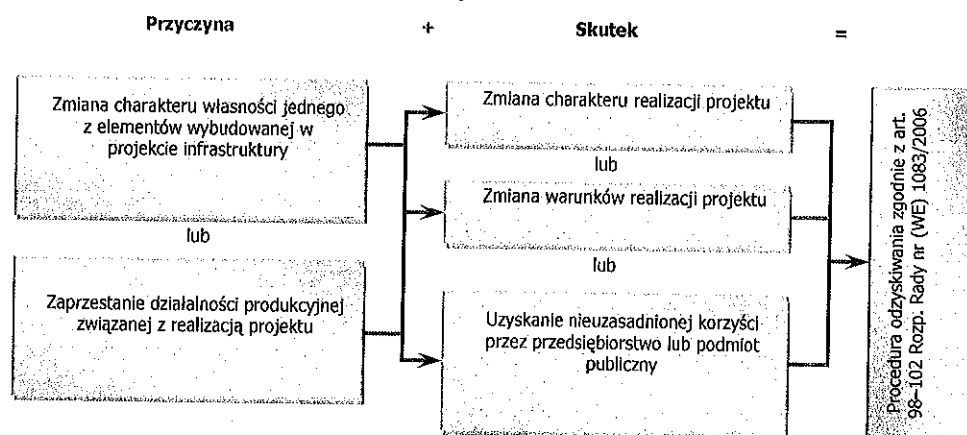 Przyczyna + Skutek =
Zmiana charakteru własności jednego
z elementów wybudowanej w
projekcie infrastruktury
lub
Zaprzestanie działalności produkcyjnej
związanej z realizacją projektu
Zmiana charakteru realizacji projektu
lub
Zmiana warunków realizacji projektu
lub
Uzyskanie nieuzasadnionej korzyści
przez przedsiębiorstwo lub podmiot
publiczny
Procedura odzyskiwania zgodnie z art.
98–102 Rozp. Rady nr (WE) 1083/2006